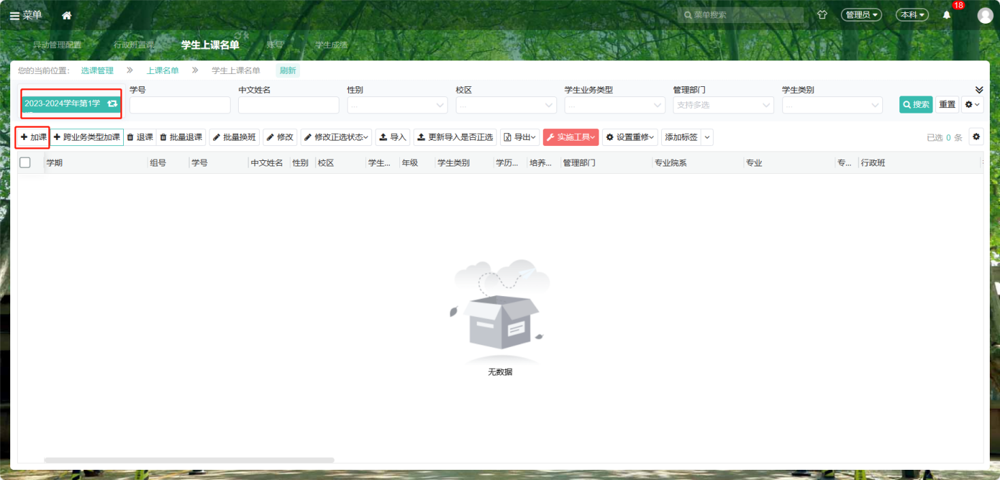 菜单 菜单搜索 管理员 本科 18
异动管理配置 行政班置课 学生上课名单 账号 学生成绩
您的当前位置: 选课管理 上课名单 学生上课名单 刷新
学号 中文姓名 性别 校区 学生业务类型 管理部门 学生类别
2023-2024学年第1学 ... ... ... 支持多选 ... 搜索 重置
加课 跨业务类型加课 退课 批量退课 批量换班 修改 修改正选状态 导入 更新导入是否正选 导出 实施工具 设置重修 添加标签 已选 0 条
学期 组号 学号 中文姓名 性别 校区 学生... 年级 学生类别 学历... 培养... 管理部门 专业院系 专业 专... 行政班
无数据